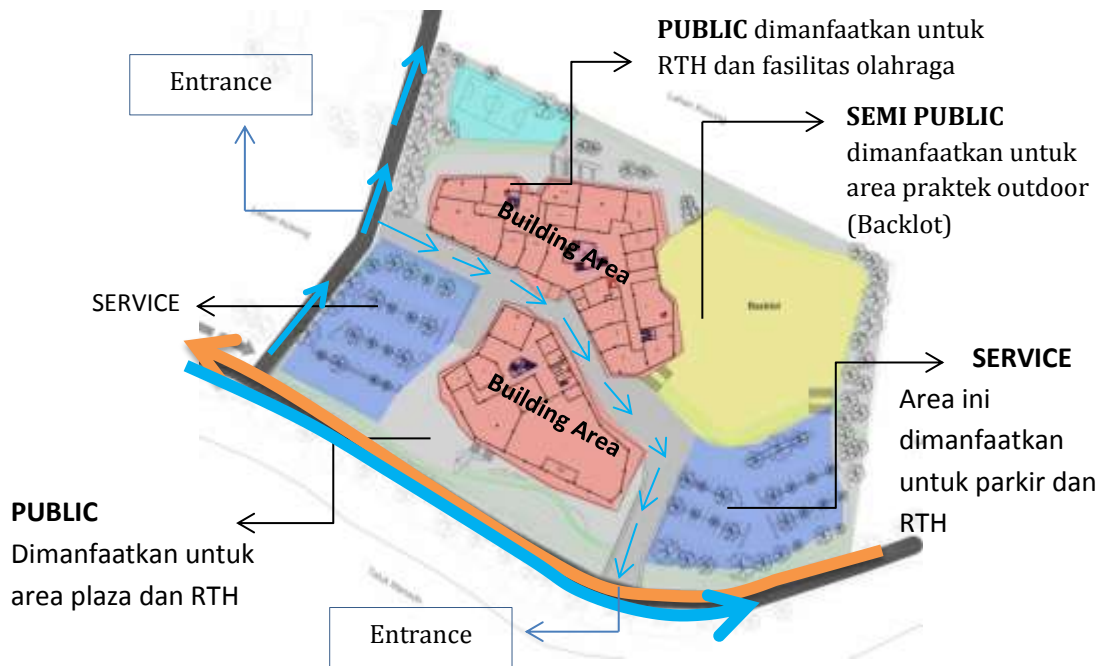 PUBLIC dimanfaatkan untuk
RTH dan fasilitas olahraga
Entrance
SEMI PUBLIC
dimanfaatkan untuk
area praktek outdoor
(Backlot)
Building Area
SERVICE
Backlot
SERVICE
Area ini
dimanfaatkan
untuk parkir dan
RTH
Building Area
PUBLIC
Dimanfaatkan untuk
area plaza dan RTH
Entrance